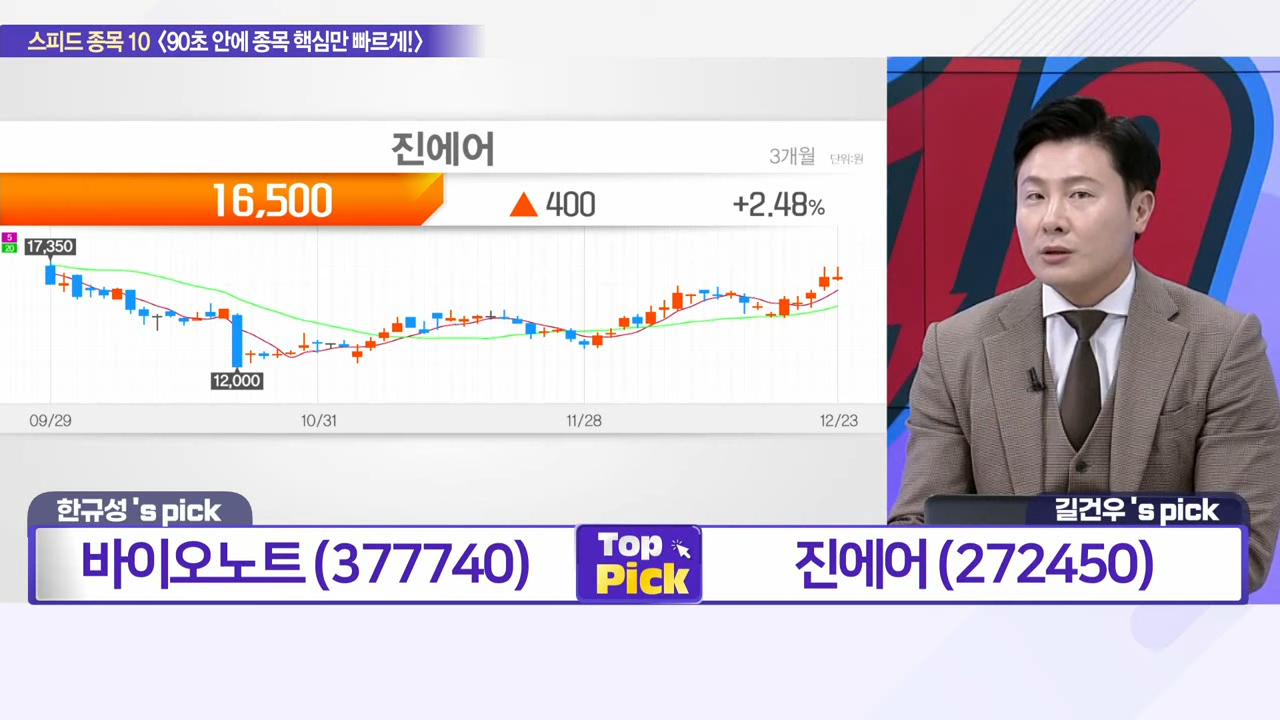 스피드 종목 10 〈90초 안에 종목 핵심만 빠르게!〉
진에어
3개월 단위:원
16,500 ▲ 400 +2.48%
5
20
17,350
12,000
09/29 10/31 11/28 12/23
한규성 's pick
길건우 's pick
바이오노트 (377740)
Top Pick
진에어 (272450)